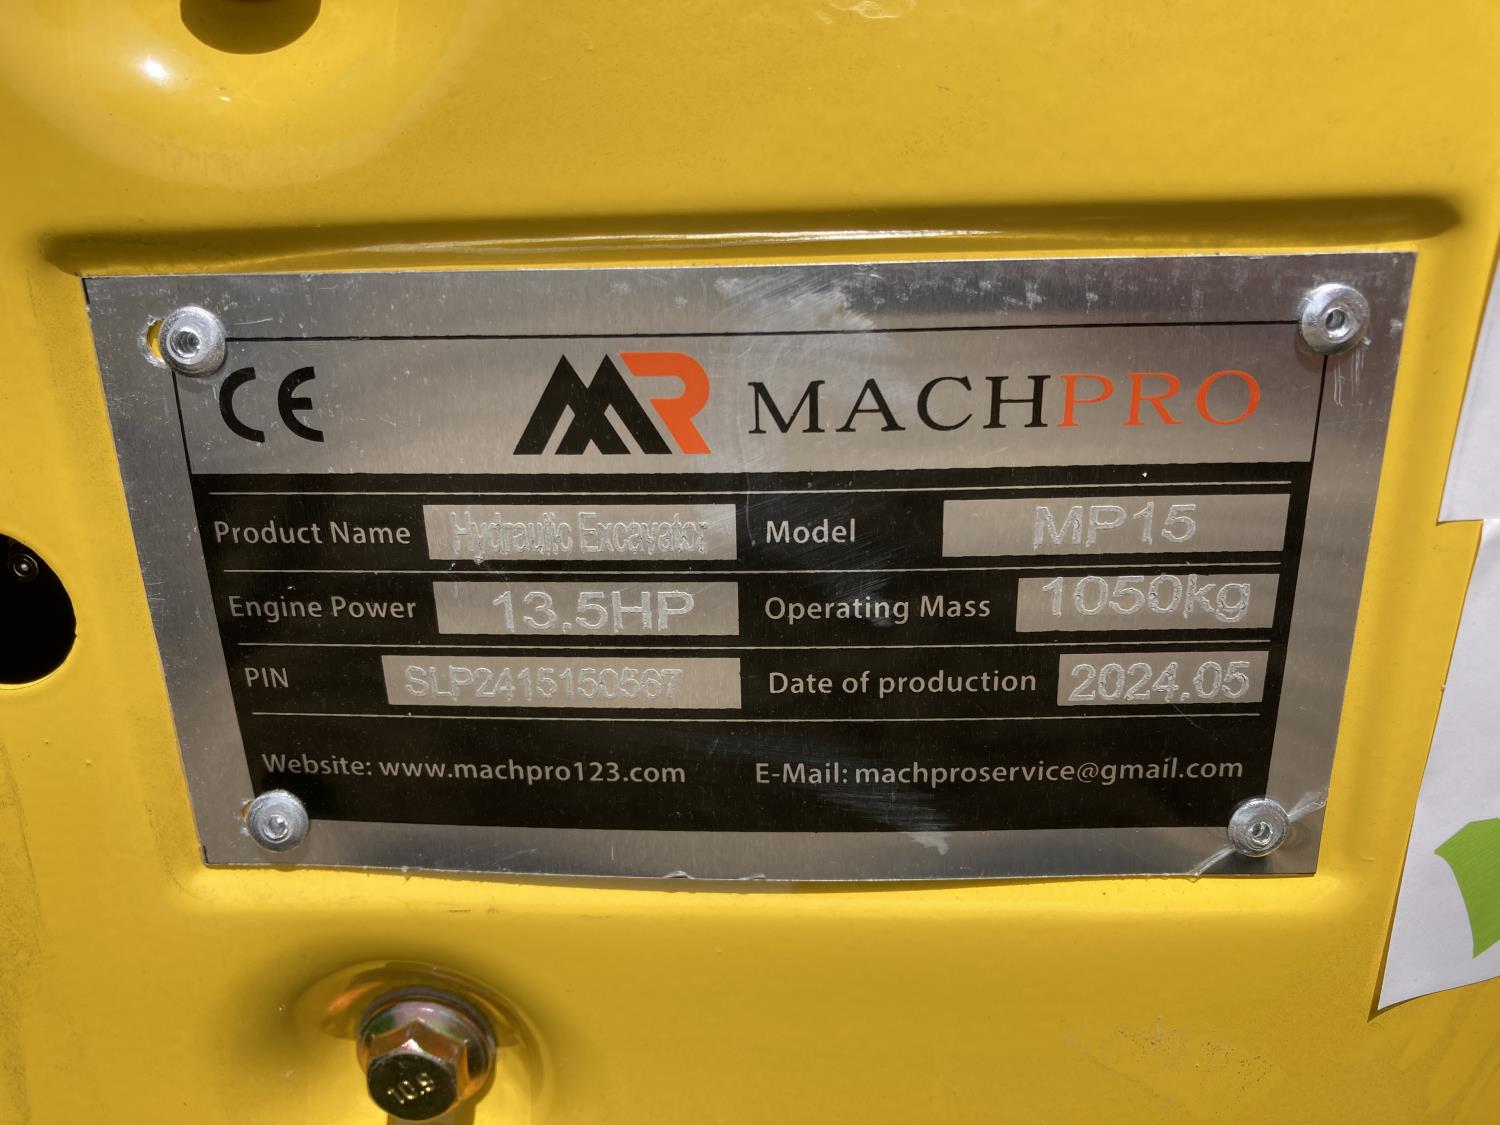 CE MR MACHPRO
Product Name Hydraulic Excavator Model MP15
Engine Power 13.5HP Operating Mass 1050kg
PIN SLP2415150567 Date of production 2024.05
Website: www.machpro123.com E-Mail: machproservice@gmail.com
10.9